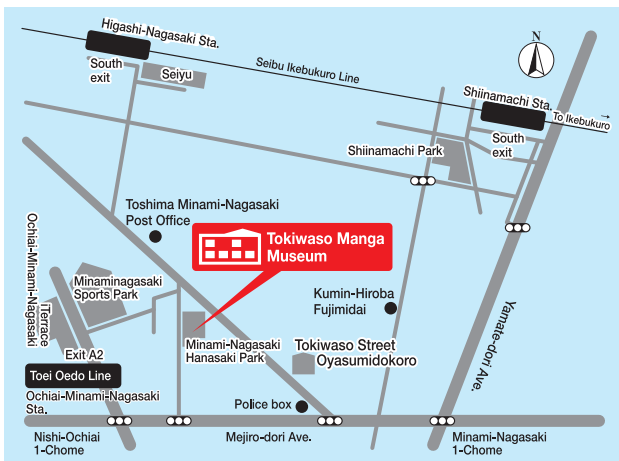 Higashi-Nagasaki Sta.
South
exit
Seiyu
Seibu Ikebukuro Line
N
Shiinamachi Sta.
To Ikebukuro
→
South
exit
Shiinamachi Park
Toshima Minami-Nagasaki
Post Office
Tokiwaso Manga
Museum
Ochiai-Minami-Nagasaki
iTerrace
Minaminagasaki
Sports Park
Kumin-Hiroba
Fujimidai
Yamate-dori Ave.
Minami-Nagasaki
Hanasaki Park
Tokiwaso Street
Oyasumidokoro
Exit A2
Toei Oedo Line
Ochiai-Minami-Nagasaki
Sta.
Police box
Nishi-Ochiai
1-Chome
Mejiro-dori Ave.
Minami-Nagasaki
1-Chome